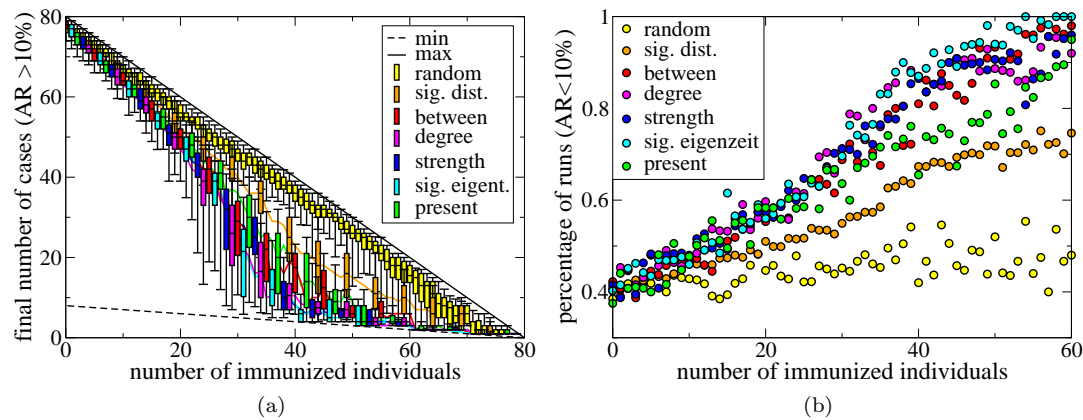 final number of cases (AR >10%)
80
60
40
20
0
0
20
40
60
80
number of immunized individuals
min
max
random
sig. dist.
between
degree
strength
sig. eigent.
present
(a)
percentage of runs (AR<10%)
1
0.8
0.6
0.4
0
20
40
60
number of immunized individuals
random
sig. dist.
between
degree
strength
sig. eigenzeit
present
(b)